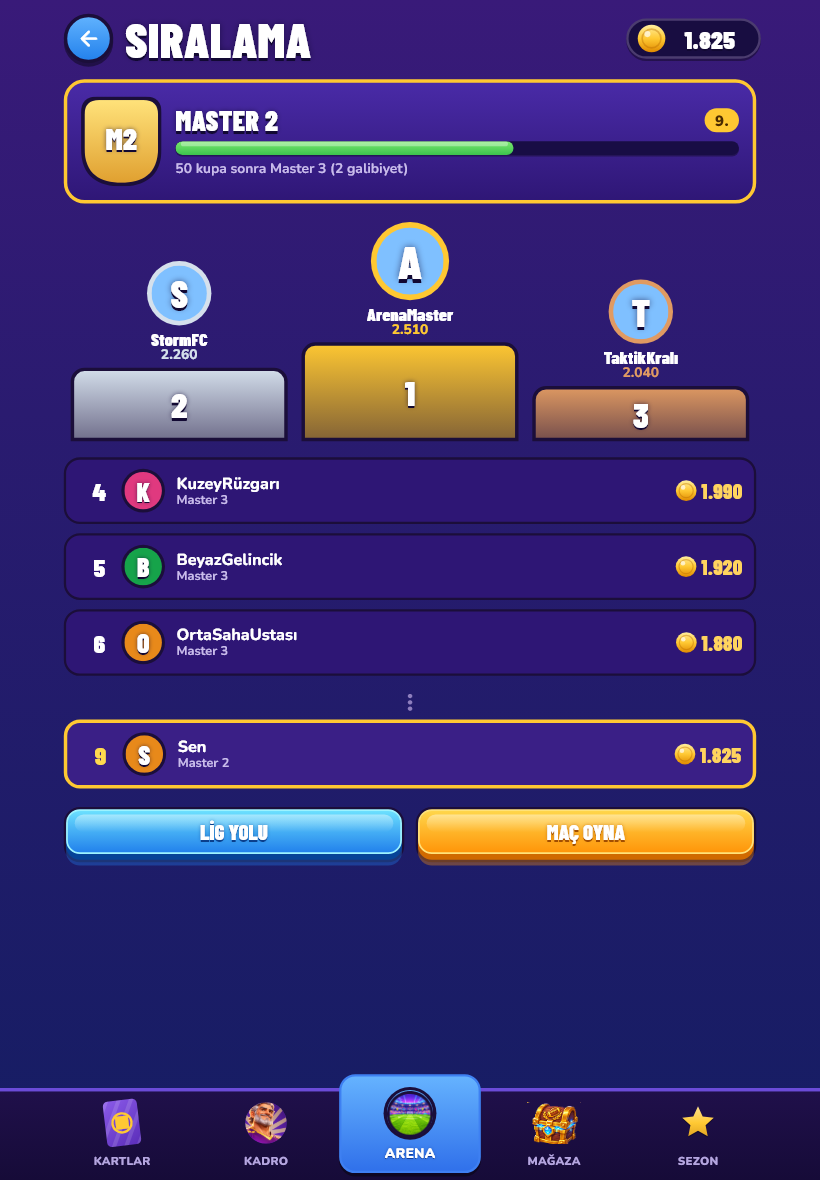 SIRALAMA
1.825
M2
MASTER 2
9.
50 kupa sonra Master 3 (2 galibiyet)
A
ArenaMaster
2.510
S
StormFC
2.260
T
TaktikKralı
2.040
2
1
3
4
K
KuzeyRüzgarı
Master 3
1.990
5
B
BeyazGelincik
Master 3
1.920
6
O
OrtaSahaUstası
Master 3
1.880
9
S
Sen
Master 2
1.825
LİG YOLU
MAÇ OYNA
KARTLAR
KADRO
ARENA
MAĞAZA
SEZON